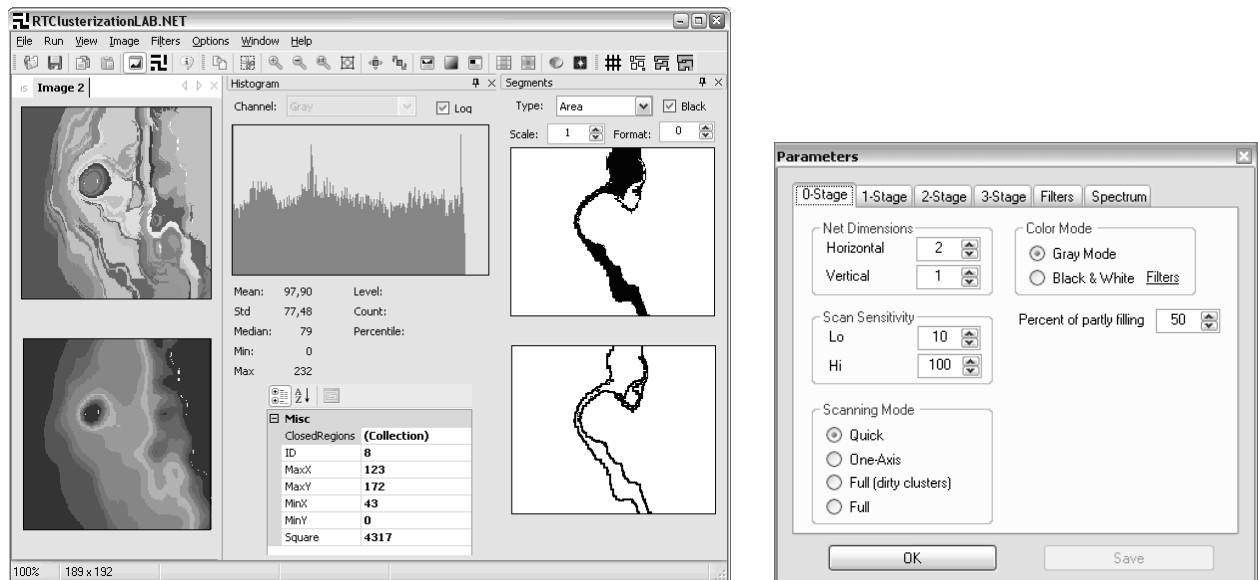 RTClusterizationLAB.NET
File Run View Image Filters Options Window Help
is Image 2
Histogram
Channel: Gray Log
Mean: 97,90 Level:
Std 77,48 Count:
Median: 79 Percentile:
Min: 0
Max 232
Misc
ClosedRegions (Collection)
ID 8
MaxX 123
MaxY 172
MinX 43
MinY 0
Square 4317
Segments
Type: Area Black
Scale: 1 Format: 0
100% 189 x 192
Parameters
0-Stage 1-Stage 2-Stage 3-Stage Filters Spectrum
Net Dimensions
Horizontal 2
Vertical 1
Scan Sensitivity
Lo 10
Hi 100
Scanning Mode
Quick
One-Axis
Full (dirty clusters)
Full
Color Mode
Gray Mode
Black & White Filters
Percent of partly filling 50
OK Save